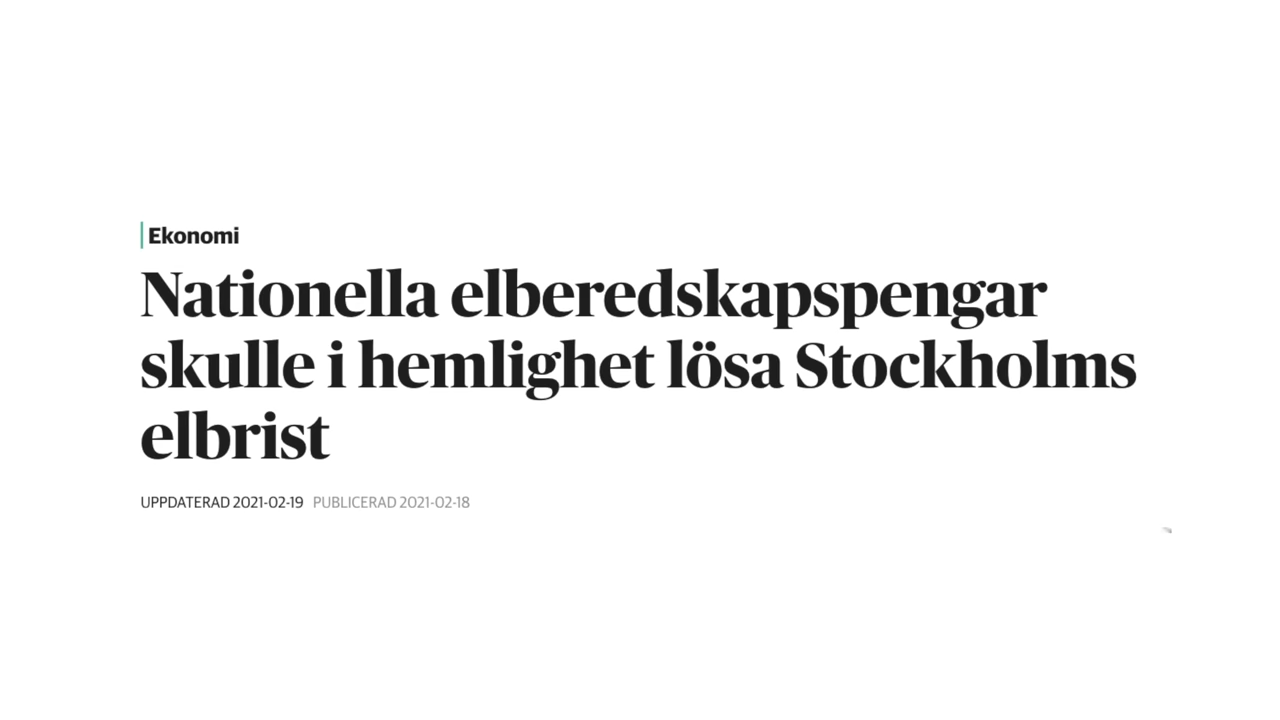 Ekonomi
Nationella elberedskapspengar
skulle i hemlighet lösa Stockholms
elbrist
UPPDATERAD 2021-02-19 PUBLICERAD 2021-02-18